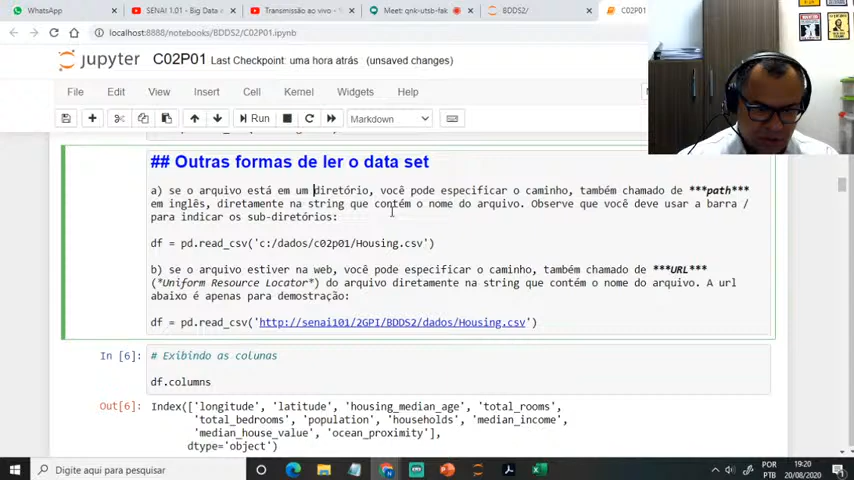 WhatsApp
SENAI 1.01 - Big Data e
Transmissão ao vivo -
Meet: qnk-utsb-fak
BDDS2/
C02P01
localhost:8888/notebooks/BDDS2/C02P01.ipynb
jupyter C02P01 Last Checkpoint: uma hora atrás (unsaved changes)
File Edit View Insert Cell Kernel Widgets Help
Run Markdown
## Outras formas de ler o data set
a) se o arquivo está em um diretório, você pode especificar o caminho, também chamado de ***path***
em inglês, diretamente na string que contém o nome do arquivo. Observe que você deve usar a barra /
para indicar os sub-diretórios:
df = pd.read_csv('c:/dados/c02p01/Housing.csv')
b) se o arquivo estiver na web, você pode especificar o caminho, também chamado de ***URL***
(*Uniform Resource Locator*) do arquivo diretamente na string que contém o nome do arquivo. A url
abaixo é apenas para demostração:
df = pd.read_csv('http://senai101/2GPI/BDDS2/dados/Housing.csv')
In [6]: # Exibindo as colunas
df.columns
Out[6]: Index(['longitude', 'latitude', 'housing_median_age', 'total_rooms',
'total_bedrooms', 'population', 'households', 'median_income',
'median_house_value', 'ocean_proximity'],
dtype='object')
Digite aqui para pesquisar
POR
PTB
19:20
20/08/2020